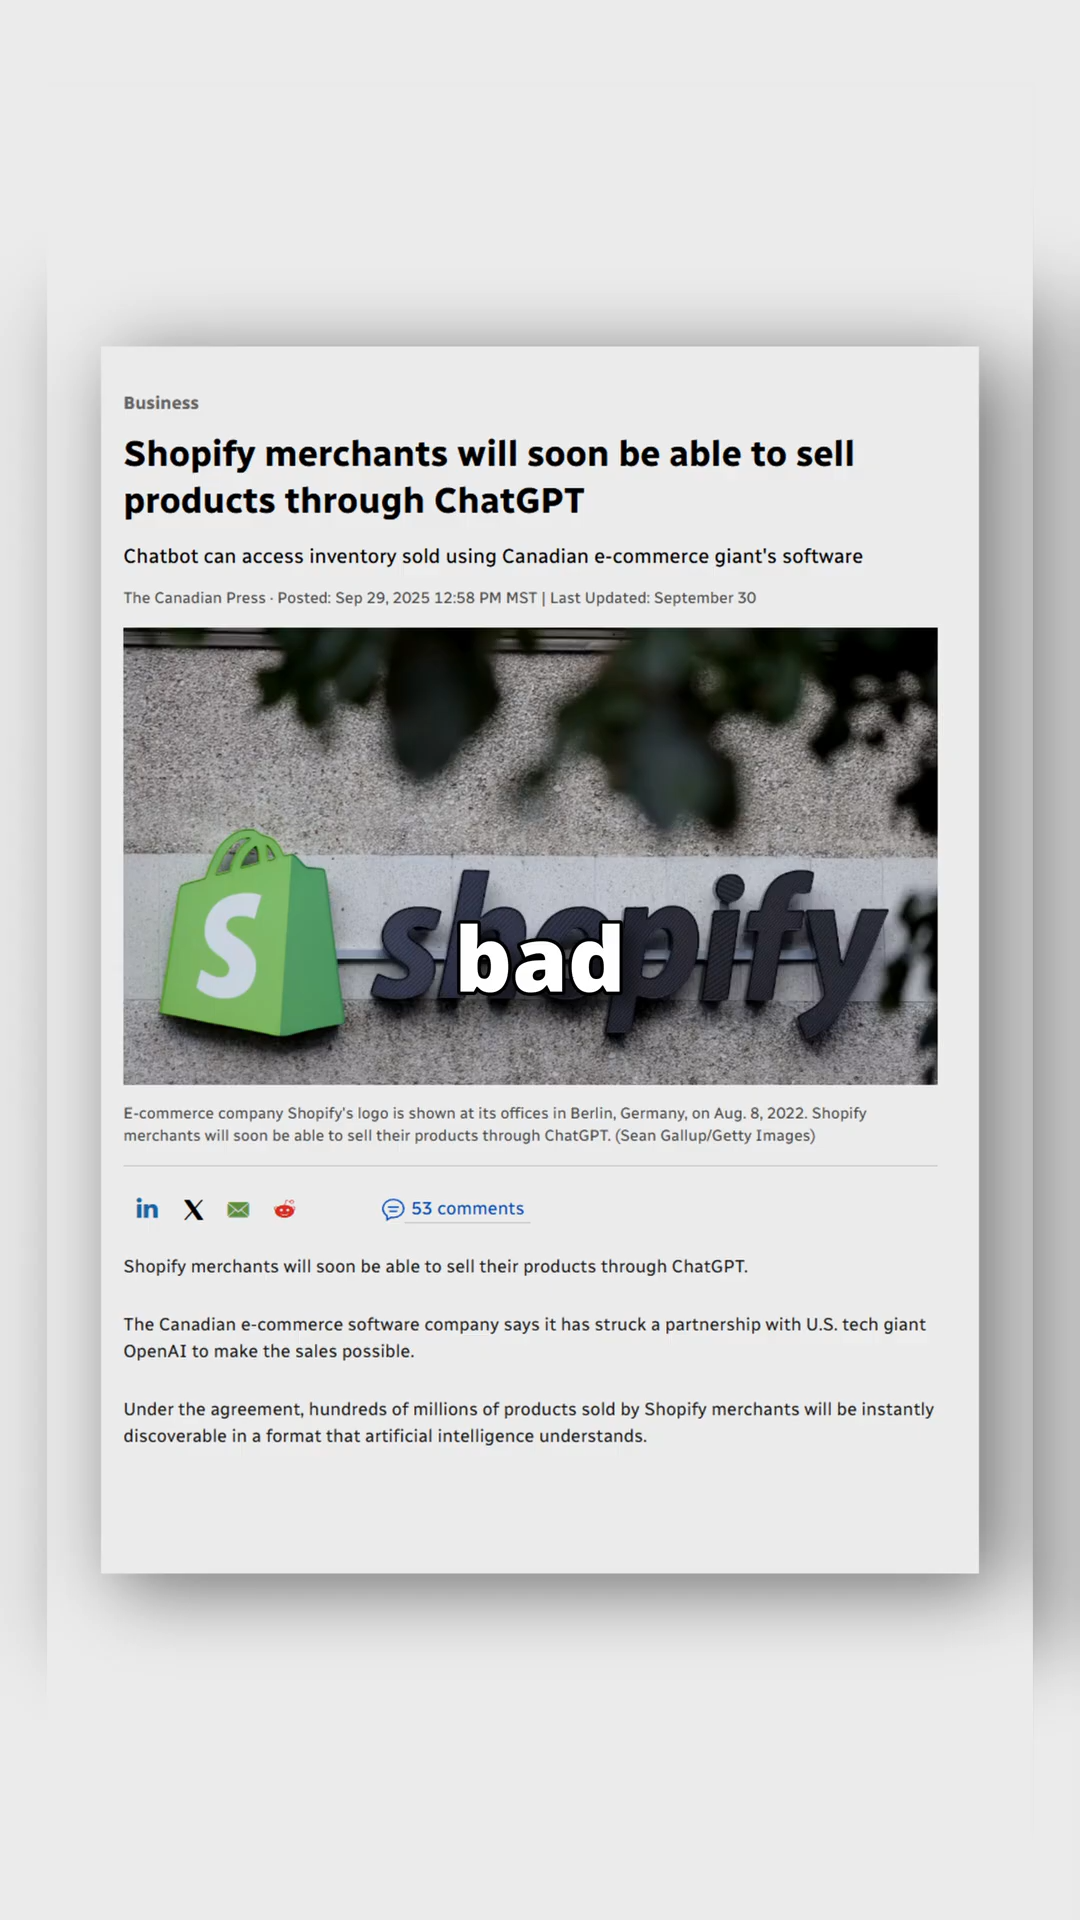 Business
Shopify merchants will soon be able to sell
products through ChatGPT
Chatbot can access inventory sold using Canadian e-commerce giant's software
The Canadian Press · Posted: Sep 29, 2025 12:58 PM MST | Last Updated: September 30
S shopify
bad
E-commerce company Shopify's logo is shown at its offices in Berlin, Germany, on Aug. 8, 2022. Shopify
merchants will soon be able to sell their products through ChatGPT. (Sean Gallup/Getty Images)
in X 53 comments
Shopify merchants will soon be able to sell their products through ChatGPT.
The Canadian e-commerce software company says it has struck a partnership with U.S. tech giant
OpenAI to make the sales possible.
Under the agreement, hundreds of millions of products sold by Shopify merchants will be instantly
discoverable in a format that artificial intelligence understands.